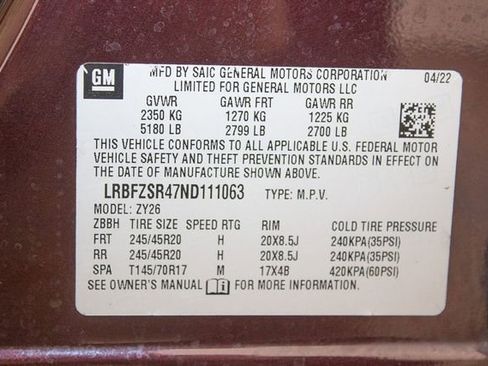 GM
MFD BY SAIC GENERAL MOTORS CORPORATION
LIMITED FOR GENERAL MOTORS LLC
04/22
GVWR GAWR FRT GAWR RR
2350 KG 1270 KG 1225 KG
5180 LB 2799 LB 2700 LB
THIS VEHICLE CONFORMS TO ALL APPLICABLE U.S. FEDERAL MOTOR
VEHICLE SAFETY AND THEFT PREVENTION STANDARDS IN EFFECT ON
THE DATE OF MANUFACTURE SHOWN ABOVE.
LRBFZSR47ND111063 TYPE: M.P.V.
MODEL: ZY26
ZBBH TIRE SIZE SPEED RTG RIM COLD TIRE PRESSURE
FRT 245/45R20 H 20X8.5J 240KPA(35PSI)
RR 245/45R20 H 20X8.5J 240KPA(35PSI)
SPA T145/70R17 M 17X4B 420KPA(60PSI)
SEE OWNER'S MANUAL FOR MORE INFORMATION.